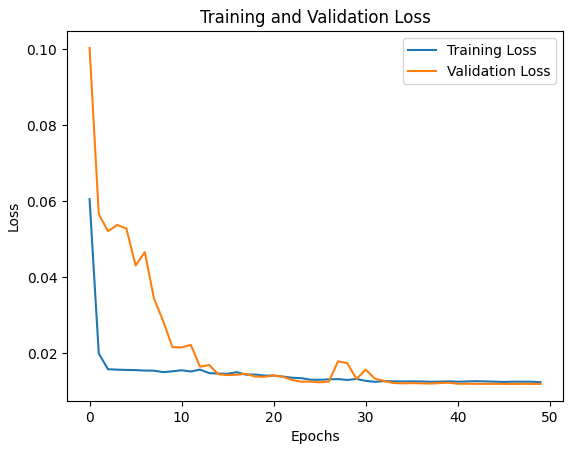 Training and Validation Loss
Training Loss
Validation Loss
0.10
0.08
0.06
0.04
0.02
Loss
0
10
20
30
40
50
Epochs